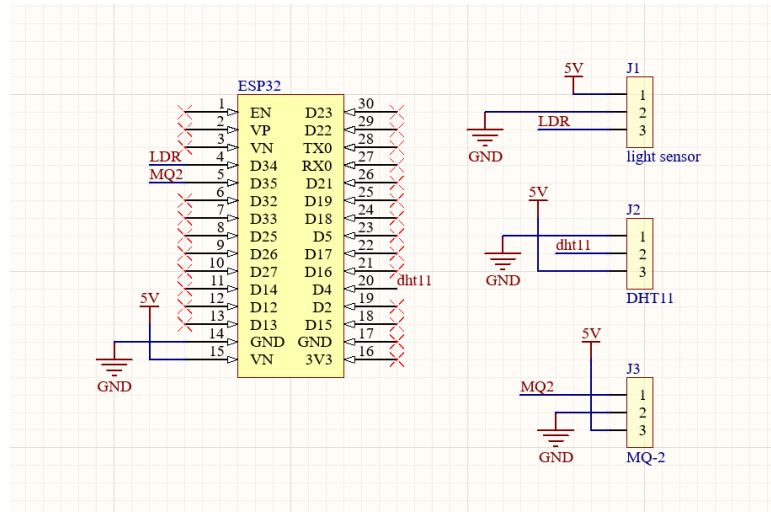 ESP32
1 EN D23 30
2 VP D22 29
3 VN TX0 28
LDR 4 D34 RX0 27
MQ2 5 D35 D21 26
6 D32 D19 25
7 D33 D18 24
8 D25 D5 23
9 D26 D17 22
10 D27 D16 21
11 D14 D4 20 dht11
12 D12 D2 19
13 D13 D15 18
14 GND GND 17
15 VN 3V3 16
5V
GND
J1
5V
1
2
LDR 3
GND
light sensor
J2
5V
1
dht11 2
3
GND
DHT11
5V
J3
MQ2 1
2
3
GND
MQ-2